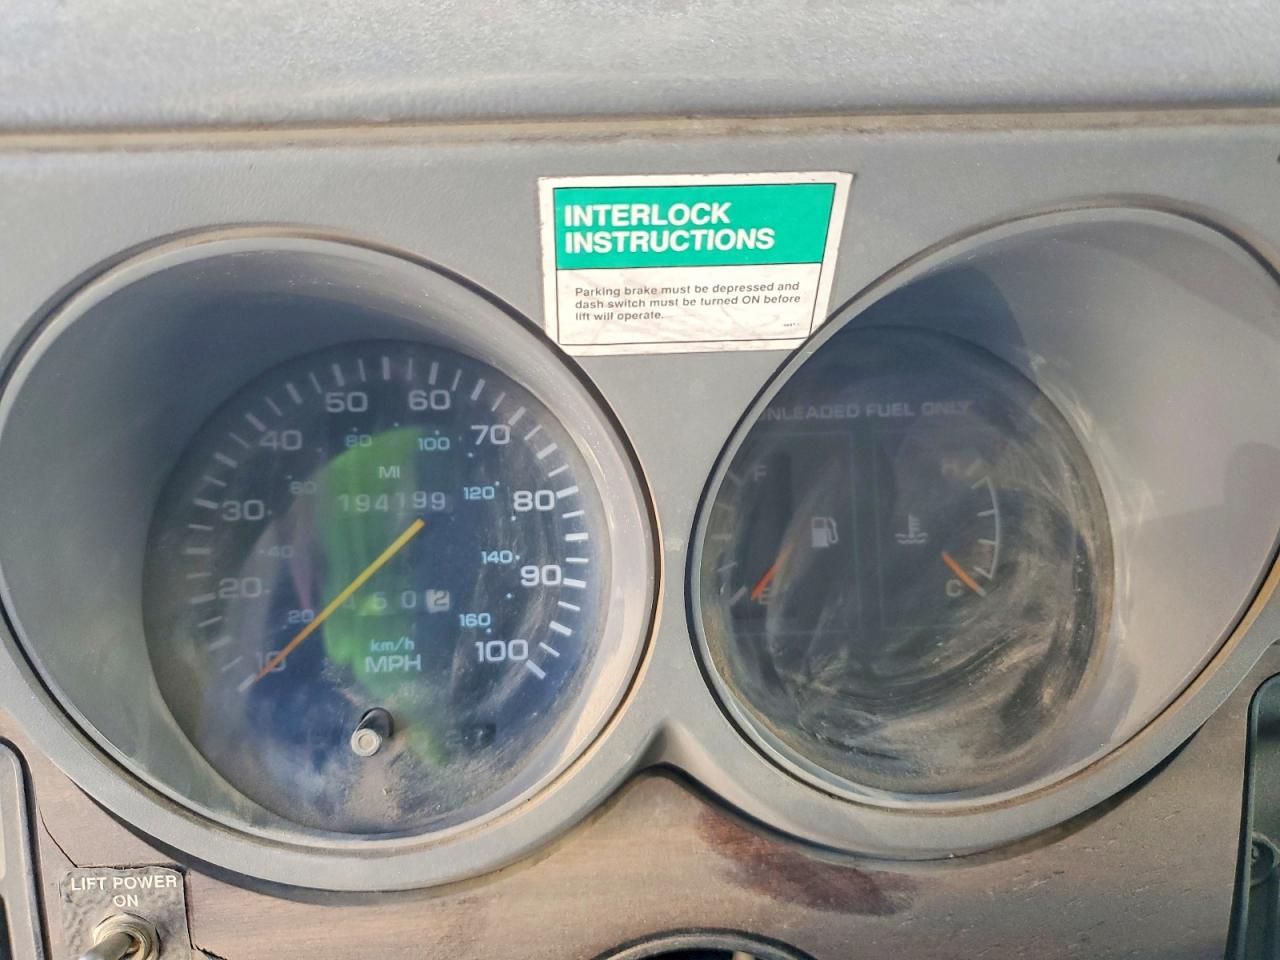 INTERLOCK
INSTRUCTIONS
Parking brake must be depressed and
dash switch must be turned ON before
lift will operate.
50 60
40 70
80 100
MI
60
194199 120 80
30
40
140
20 90
20 4502 160
km/h
10 MPH 100
UNLEADED FUEL ONLY
F H
E C
LIFT POWER
ON